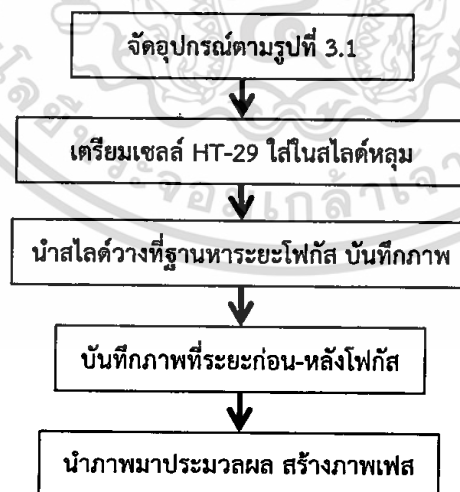 จัดอุปกรณ์ตามรูปที่ 3.1
เตรียมเซลล์ HT-29 ใส่ในสไลด์หลุม
นำสไลด์วางที่ฐานหาระยะโฟกัส บันทึกภาพ
บันทึกภาพที่ระยะก่อน-หลังโฟกัส
นำภาพมาประมวลผล สร้างภาพเฟส